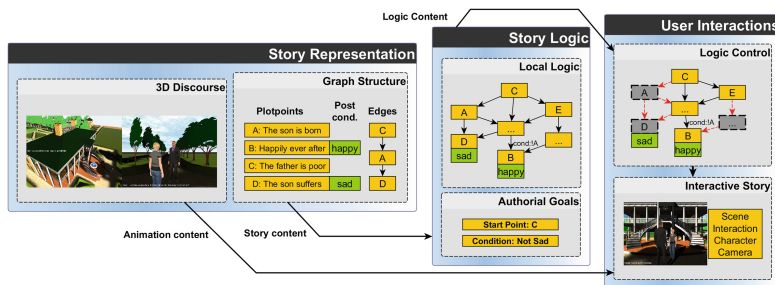 Logic Content
Story Representation
3D Discourse
Graph Structure
Plotpoints
Post
cond.
Edges
A: The son is born
B: Happily ever after
happy
C: The father is poor
D: The son suffers
sad
C
A
D
Animation content
Story content
Story Logic
Local Logic
C
A
E
...
D
cond:!A
...
sad
B
happy
Authorial Goals
Start Point: C
Condition: Not Sad
User Interactions
Logic Control
C
A
E
...
D
cond:!A
...
sad
B
happy
Interactive Story
Scene
Interaction
Character
Camera